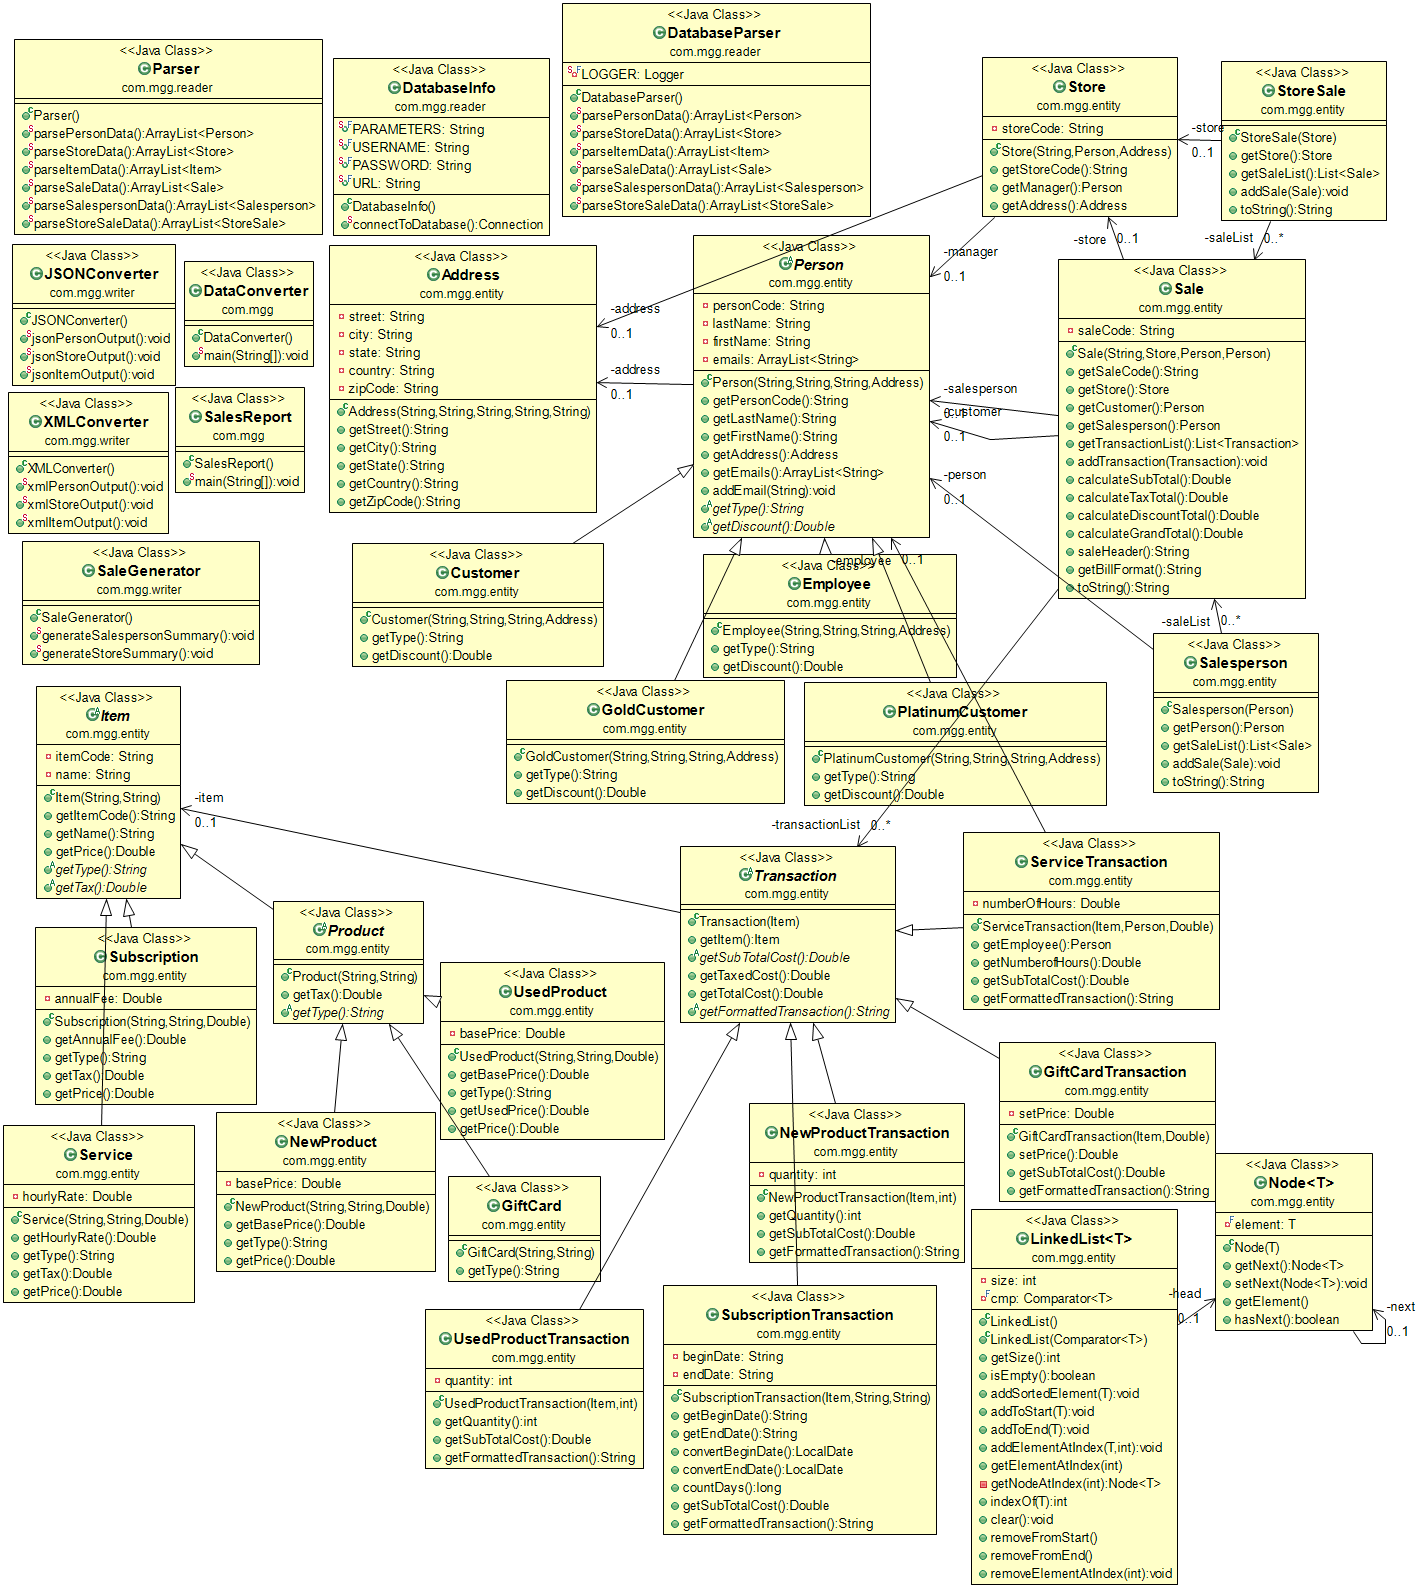 <<Java Class>>
Parser
com.mgg.reader
Parser()
parsePersonData():ArrayList<Person>
parseStoreData():ArrayList<Store>
parseItemData():ArrayList<Item>
parseSaleData():ArrayList<Sale>
parseSalespersonData():ArrayList<Salesperson>
parseStoreSaleData():ArrayList<StoreSale>
<<Java Class>>
DatabaseInfo
com.mgg.reader
PARAMETERS: String
USERNAME: String
PASSWORD: String
URL: String
DatabaseInfo()
connectToDatabase():Connection
<<Java Class>>
DatabaseParser
com.mgg.reader
LOGGER: Logger
DatabaseParser()
parsePersonData():ArrayList<Person>
parseStoreData():ArrayList<Store>
parseItemData():ArrayList<Item>
parseSaleData():ArrayList<Sale>
parseSalespersonData():ArrayList<Salesperson>
parseStoreSaleData():ArrayList<StoreSale>
<<Java Class>>
Store
com.mgg.entity
storeCode: String
Store(String,Person,Address)
getStoreCode():String
getManager():Person
getAddress():Address
-store
0..1
<<Java Class>>
StoreSale
com.mgg.entity
StoreSale(Store)
getStore():Store
getSaleList():List<Sale>
addSale(Sale):void
toString():String
-store
0..1
-saleList
0..*
-manager
0..1
<<Java Class>>
JSONConverter
com.mgg.writer
JSONConverter()
jsonPersonOutput():void
jsonStoreOutput():void
jsonItemOutput():void
<<Java Class>>
DataConverter
com.mgg
DataConverter()
main(String[]):void
<<Java Class>>
XMLConverter
com.mgg.writer
XMLConverter()
xmlPersonOutput():void
xmlStoreOutput():void
xmlItemOutput():void
<<Java Class>>
SalesReport
com.mgg
SalesReport()
main(String[]):void
<<Java Class>>
SaleGenerator
com.mgg.writer
SaleGenerator()
generateSalespersonSummary():void
generateStoreSummary():void
<<Java Class>>
Address
com.mgg.entity
street: String
city: String
state: String
country: String
zipCode: String
Address(String,String,String,String,String)
getStreet():String
getCity():String
getState():String
getCountry():String
getZipCode():String
-address
0..1
-address
0..1
<<Java Class>>
Person
com.mgg.entity
personCode: String
lastName: String
firstName: String
emails: ArrayList<String>
Person(String,String,String,Address)
getPersonCode():String
getLastName():String
getFirstName():String
getAddress():Address
getEmails():ArrayList<String>
addEmail(String):void
getType():String
getDiscount():Double
-salesperson
0..1
-customer
0..1
-person
0..1
<<Java Class>>
Sale
com.mgg.entity
saleCode: String
Sale(String,Store,Person,Person)
getSaleCode():String
getStore():Store
getCustomer():Person
getSalesperson():Person
getTransactionList():List<Transaction>
addTransaction(Transaction):void
calculateSubTotal():Double
calculateTaxTotal():Double
calculateDiscountTotal():Double
calculateGrandTotal():Double
saleHeader():String
getBillFormat():String
toString():String
-saleList
0..*
<<Java Class>>
Customer
com.mgg.entity
Customer(String,String,String,Address)
getType():String
getDiscount():Double
-employee
0..1
<<Java Class>>
Employee
com.mgg.entity
Employee(String,String,String,Address)
getType():String
getDiscount():Double
<<Java Class>>
Salesperson
com.mgg.entity
Salesperson(Person)
getPerson():Person
getSaleList():List<Sale>
addSale(Sale):void
toString():String
<<Java Class>>
GoldCustomer
com.mgg.entity
GoldCustomer(String,String,String,Address)
getType():String
getDiscount():Double
<<Java Class>>
PlatinumCustomer
com.mgg.entity
PlatinumCustomer(String,String,String,Address)
getType():String
getDiscount():Double
<<Java Class>>
Item
com.mgg.entity
itemCode: String
name: String
Item(String,String)
getItemCode():String
getName():String
getPrice():Double
getType():String
getTax():Double
-item
0..1
-transactionList
0..*
<<Java Class>>
Transaction
com.mgg.entity
Transaction(Item)
getItem():Item
getSubTotalCost():Double
getTaxedCost():Double
getTotalCost():Double
getFormattedTransaction():String
<<Java Class>>
ServiceTransaction
com.mgg.entity
numberOfHours: Double
ServiceTransaction(Item,Person,Double)
getEmployee():Person
getNumberofHours():Double
getSubTotalCost():Double
getFormattedTransaction():String
<<Java Class>>
Subscription
com.mgg.entity
annualFee: Double
Subscription(String,String,Double)
getAnnualFee():Double
getType():String
getTax():Double
getPrice():Double
<<Java Class>>
Product
com.mgg.entity
Product(String,String)
getTax():Double
getType():String
<<Java Class>>
UsedProduct
com.mgg.entity
basePrice: Double
UsedProduct(String,String,Double)
getBasePrice():Double
getType():String
getUsedPrice():Double
getPrice():Double
<<Java Class>>
GiftCardTransaction
com.mgg.entity
setPrice: Double
GiftCardTransaction(Item,Double)
setPrice():Double
getSubTotalCost():Double
getFormattedTransaction():String
<<Java Class>>
Service
com.mgg.entity
hourlyRate: Double
Service(String,String,Double)
getHourlyRate():Double
getType():String
getTax():Double
getPrice():Double
<<Java Class>>
NewProduct
com.mgg.entity
basePrice: Double
NewProduct(String,String,Double)
getBasePrice():Double
getType():String
getPrice():Double
<<Java Class>>
GiftCard
com.mgg.entity
GiftCard(String,String)
getType():String
<<Java Class>>
NewProductTransaction
com.mgg.entity
quantity: int
NewProductTransaction(Item,int)
getQuantity():int
getSubTotalCost():Double
getFormattedTransaction():String
<<Java Class>>
UsedProductTransaction
com.mgg.entity
quantity: int
UsedProductTransaction(Item,int)
getQuantity():int
getSubTotalCost():Double
getFormattedTransaction():String
<<Java Class>>
SubscriptionTransaction
com.mgg.entity
beginDate: String
endDate: String
SubscriptionTransaction(Item,String,String)
getBeginDate():String
getEndDate():String
convertBeginDate():LocalDate
convertEndDate():LocalDate
countDays():long
getSubTotalCost():Double
getFormattedTransaction():String
<<Java Class>>
LinkedList<T>
com.mgg.entity
size: int
cmp: Comparator<T>
LinkedList()
LinkedList(Comparator<T>)
getSize():int
isEmpty():boolean
addSortedElement(T):void
addToStart(T):void
addToEnd(T):void
addElementAtIndex(T,int):void
getElementAtIndex(int)
getNodeAtIndex(int):Node<T>
indexOf(T):int
clear():void
removeFromStart()
removeFromEnd()
removeElementAtIndex(int):void
-head
0..1
<<Java Class>>
Node<T>
com.mgg.entity
element: T
Node(T)
getNext():Node<T>
setNext(Node<T>):void
getElement()
hasNext():boolean
-next
0..1